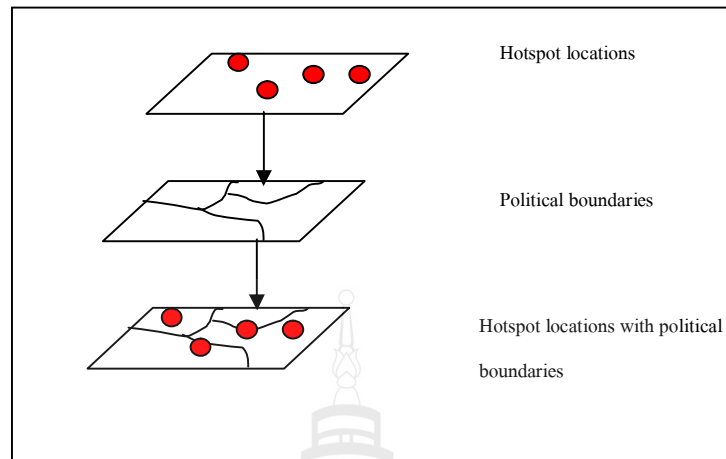 Hotspot locations
Political boundaries
Hotspot locations with political
boundaries